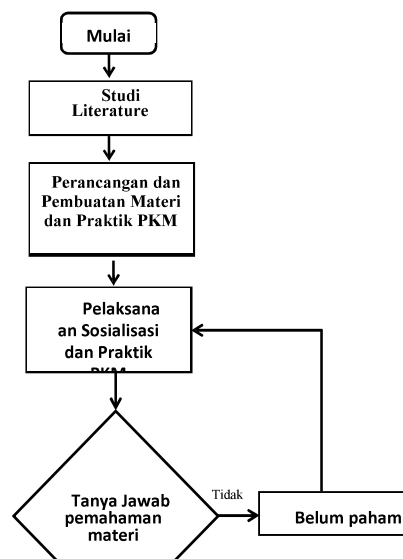 Mulai
Studi
Literature
Perancangan dan
Pembuatan Materi
dan Praktik PKM
Pelaksana
an Sosialisasi
dan Praktik
PKM
Tidak
Tanya Jawab
pemahaman
materi
Belum paham